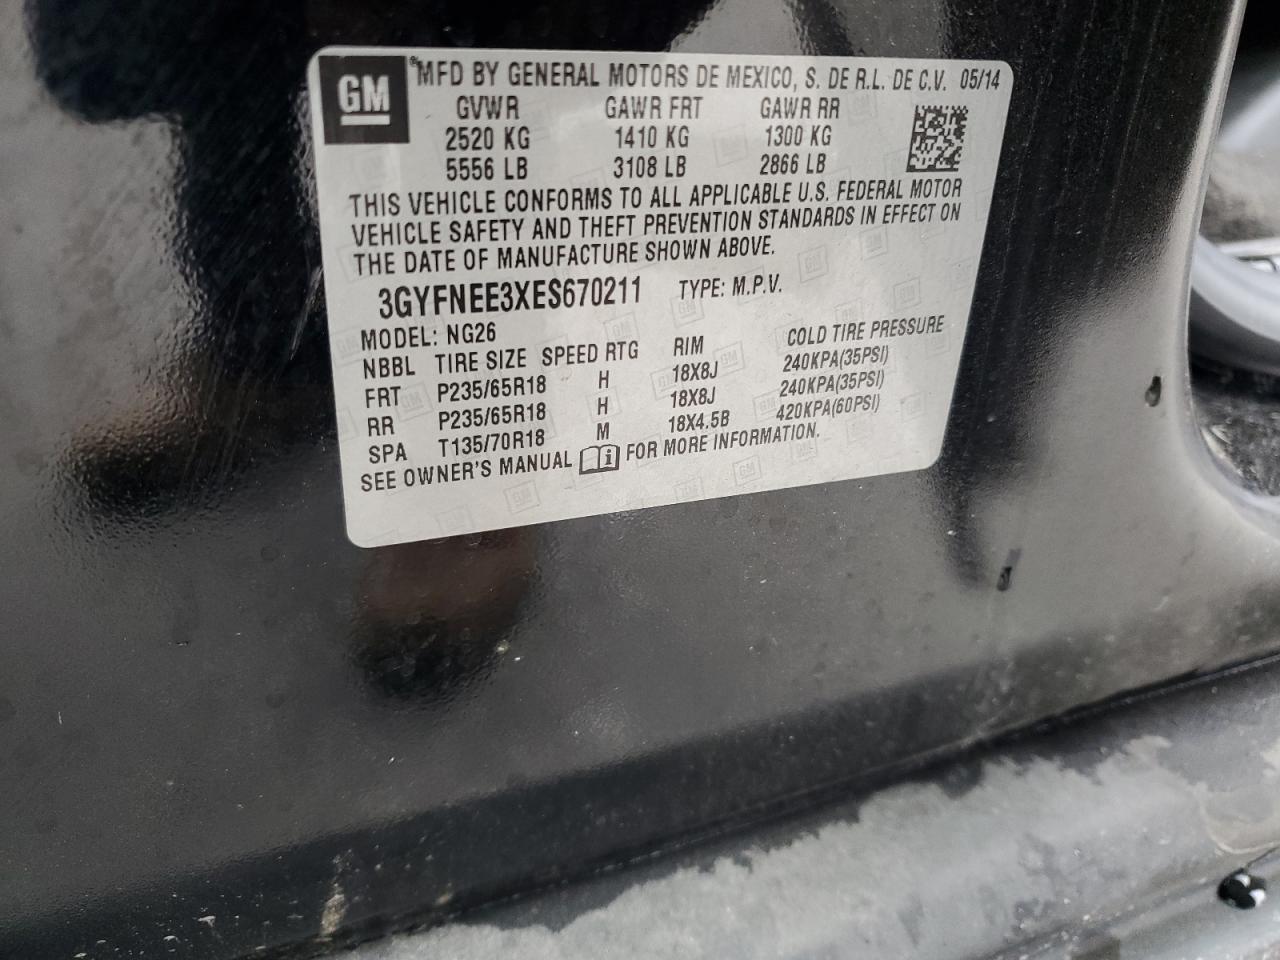 GM ® MFD BY GENERAL MOTORS DE MEXICO, S. DE R.L. DE C.V. 05/14
GVWR GAWR FRT GAWR RR
2520 KG 1410 KG 1300 KG
5556 LB 3108 LB 2866 LB
THIS VEHICLE CONFORMS TO ALL APPLICABLE U.S. FEDERAL MOTOR
VEHICLE SAFETY AND THEFT PREVENTION STANDARDS IN EFFECT ON
THE DATE OF MANUFACTURE SHOWN ABOVE.
3GYFNEE3XES670211 TYPE: M.P.V.
MODEL: NG26
NBBL TIRE SIZE SPEED RTG RIM COLD TIRE PRESSURE
FRT P235/65R18 H 18X8J 240KPA(35PSI)
RR P235/65R18 H 18X8J 240KPA(35PSI)
SPA T135/70R18 M 18X4.5B 420KPA(60PSI)
SEE OWNER'S MANUAL i FOR MORE INFORMATION.